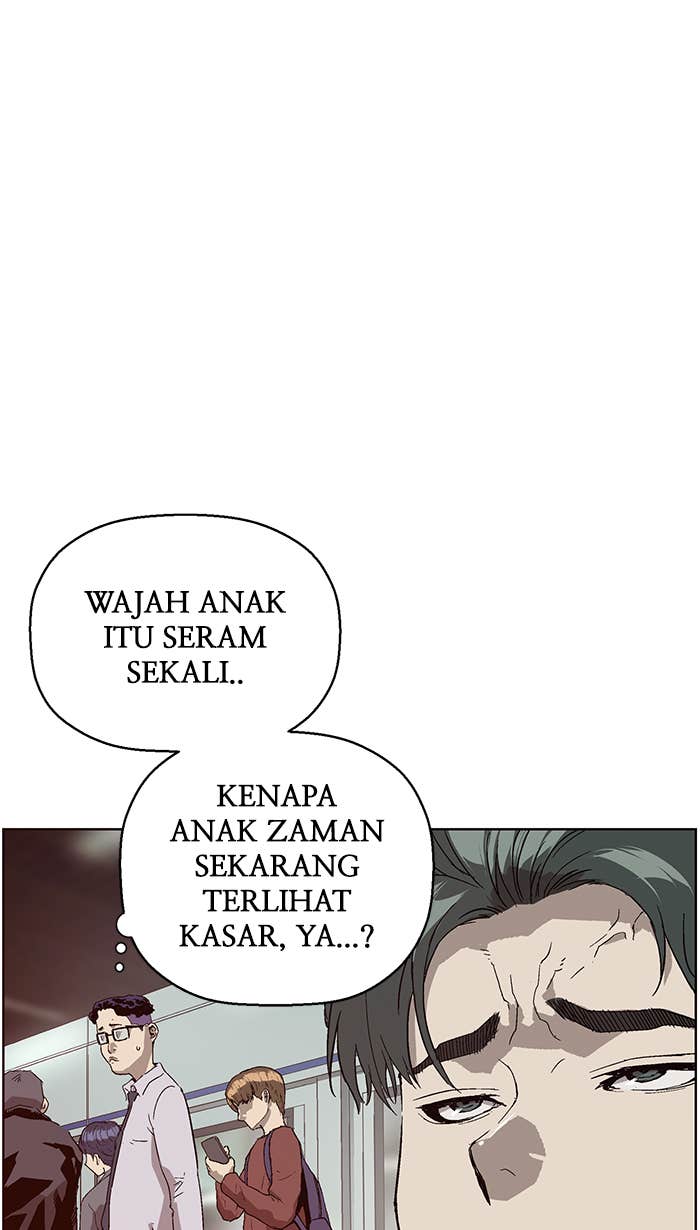 WAJAH ANAK
ITU SERAM
SEKALI..
KENAPA
ANAK ZAMAN
SEKARANG
TERLIHAT
KASAR, YA...?